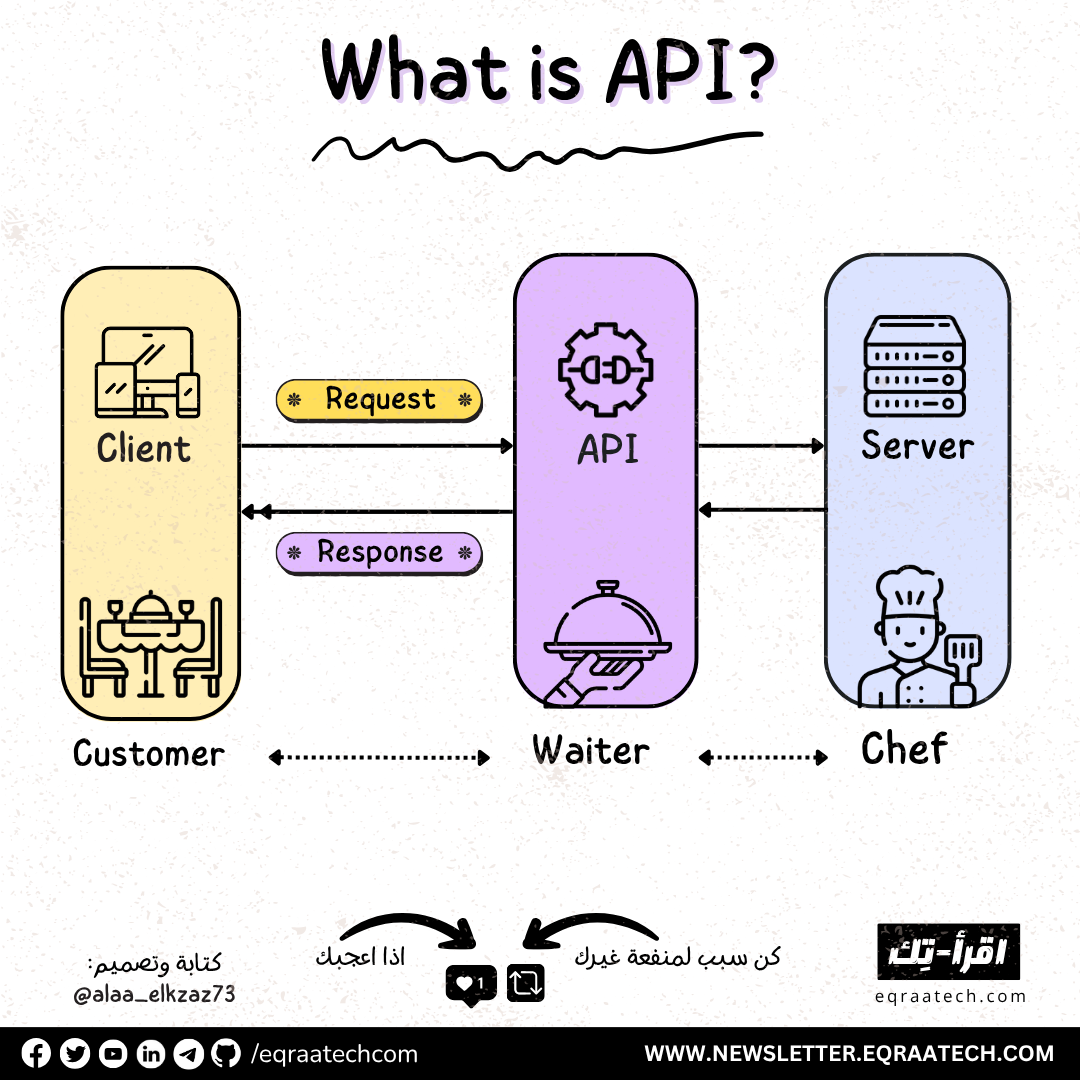 What is API?
Request
Client
API
Server
Response
Customer
Waiter
Chef
كتابة وتصميم:
@alaa_elkzaz73
اذا اعجبك
1
كن سبب لمنفعة غيرك
اقرأ-تِك
eqraatech.com
/eqraatechcom
WWW.NEWSLETTER.EQRAATECH.COM